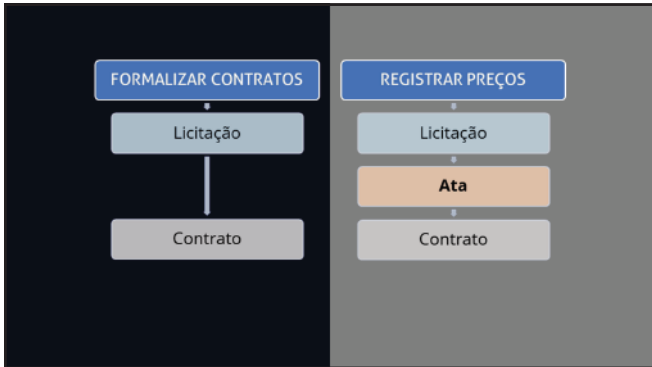 FORMALIZAR CONTRATOS
Licitação
Contrato
REGISTRAR PREÇOS
Licitação
Ata
Contrato